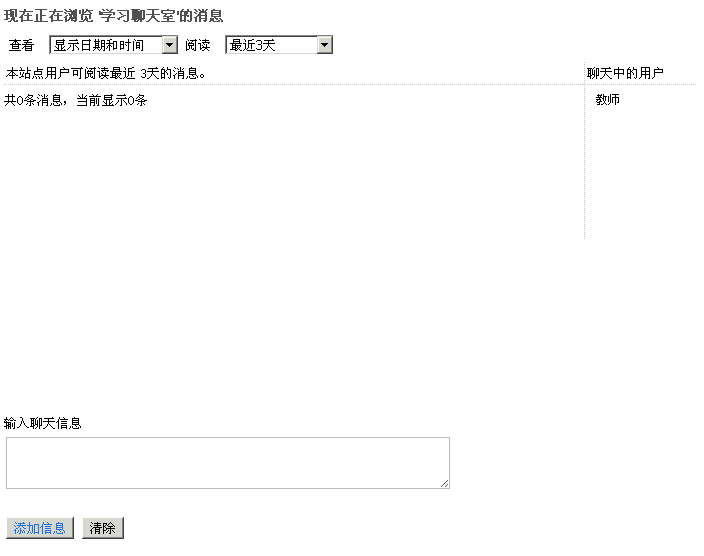 现在正在浏览 '学习聊天室'的消息
查看 显示日期和时间 阅读 最近3天
本站点用户可阅读最近 3天的消息。 聊天中的用户
共0条消息，当前显示0条 教师
输入聊天信息
添加信息 清除